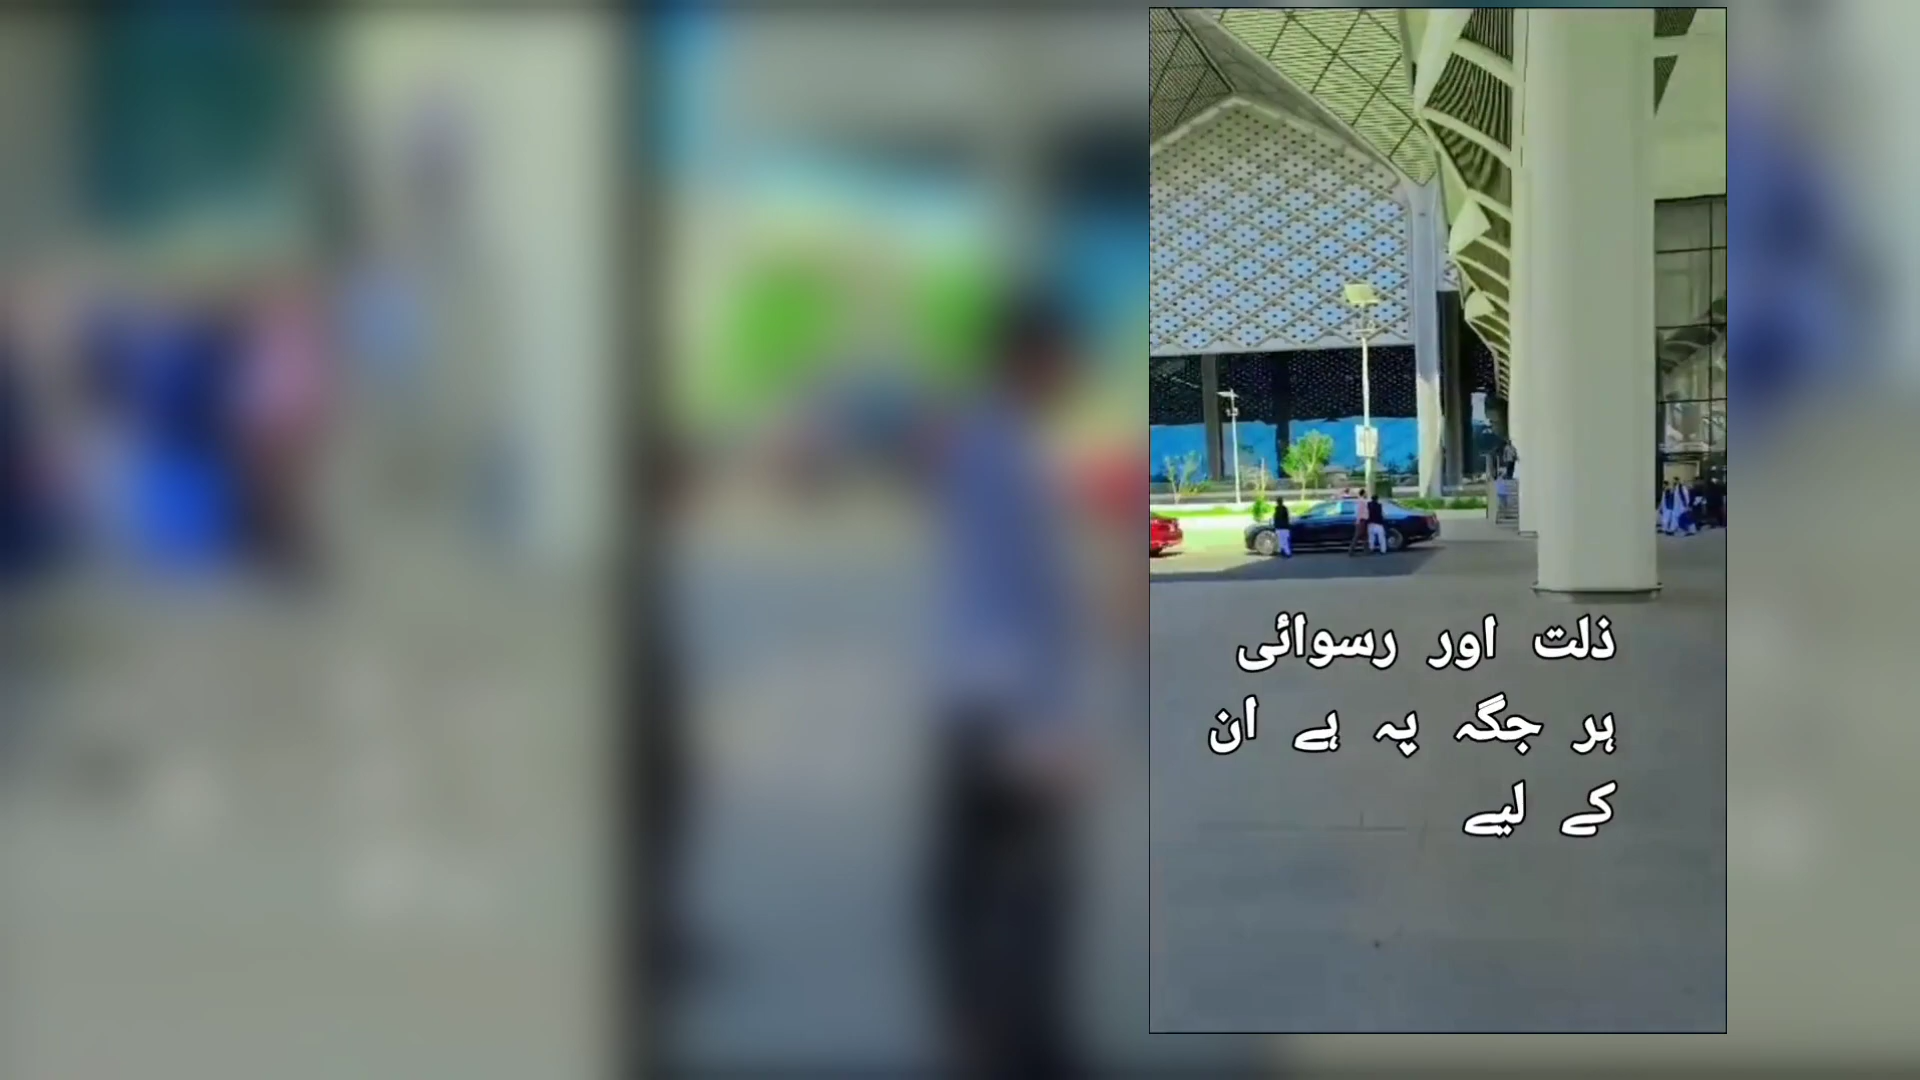 ذلت اور رسوائی
ہر جگہ پہ ہے ان
کے لیے